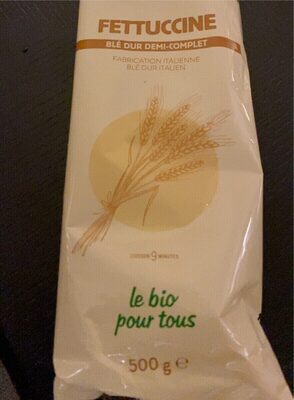 FETTUCCINE
BLÉ DUR DEMI-COMPLET
FABRICATION ITALIENNE
BLÉ DUR ITALIEN
CUISSON 9 MINUTES
le bio
pour tous
500 g e